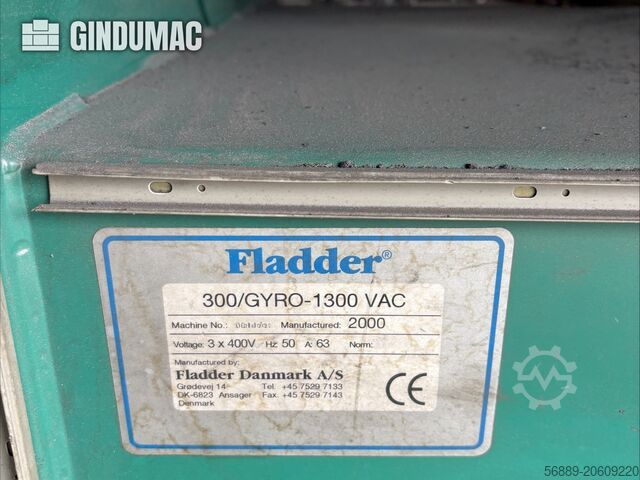 GINDUMAC
Fladder®
300/GYRO-1300 VAC
Machine No.: Manufactured: 2000
Voltage: 3 x 400V Hz: 50 A: 63 Norm:
Manufactured by:
Fladder Danmark A/S
Grødevej 14 Tel. +45 7529 7133
DK-6823 Ansager Fax. +45 7529 7143
Denmark
CE
56889-20609220